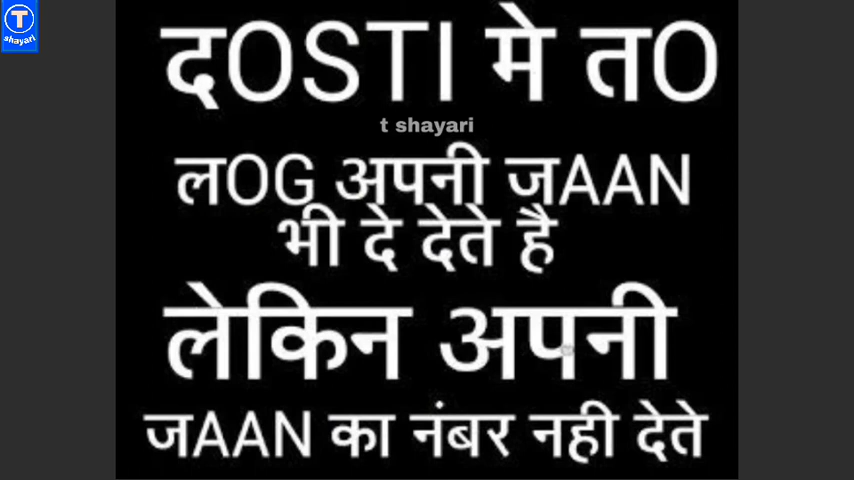 T
shayari
दOSTI मे तO
t shayari
लOG अपनी जAAN
भी दे देते है
लेकिन अपनी
जAAN का नंबर नही देते